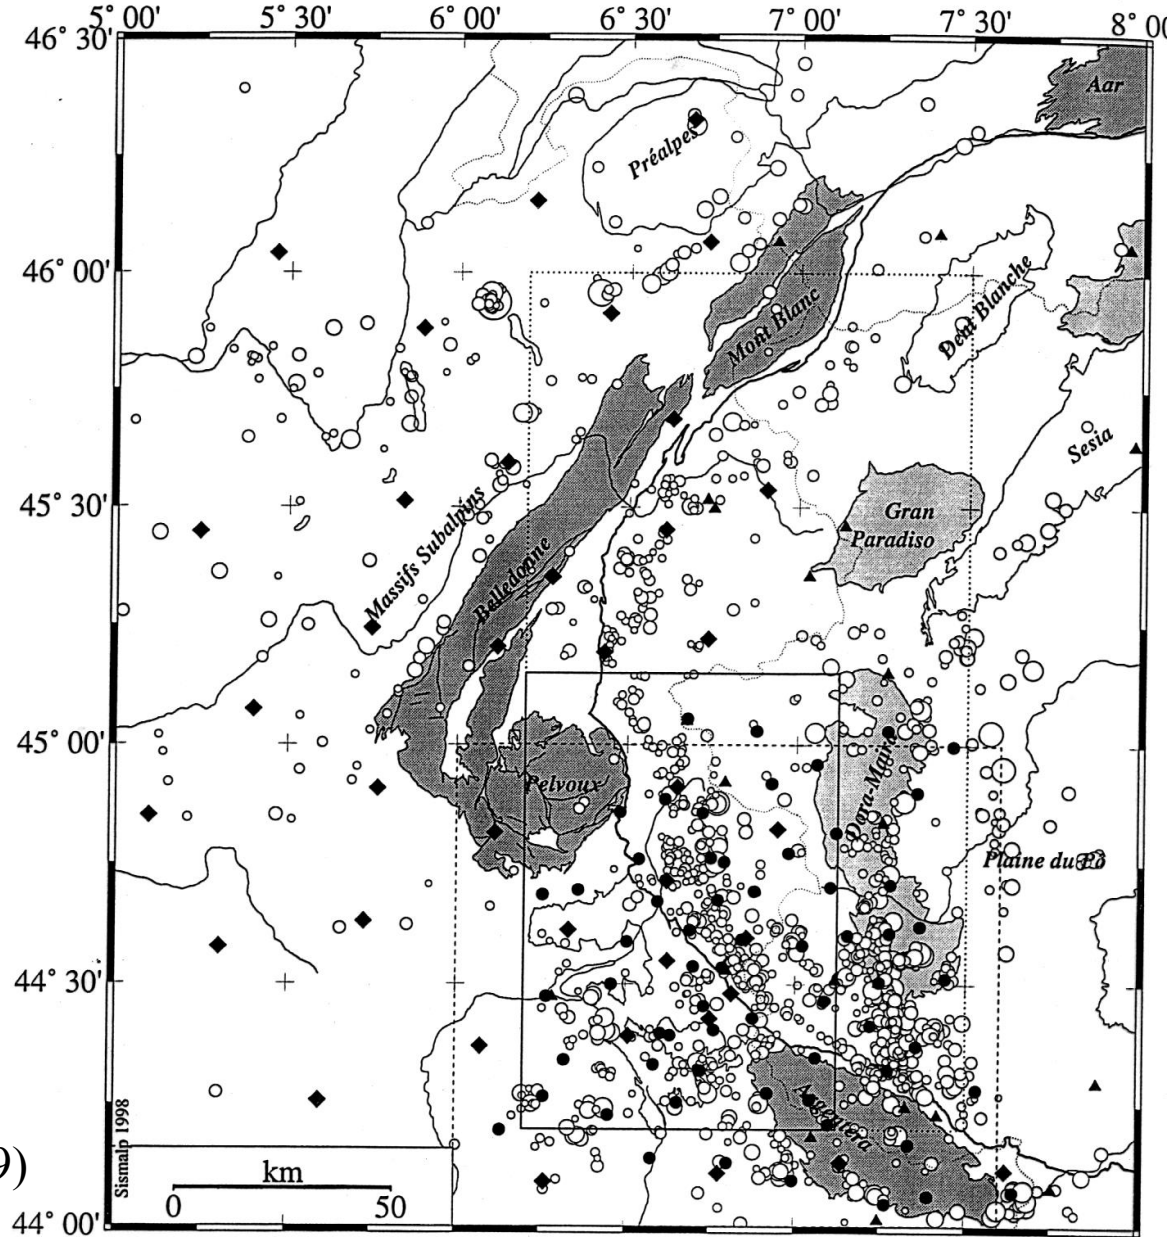 5° 00' 5° 30' 6° 00' 6° 30' 7° 00' 7° 30' 8° 00
46° 30'
Aar
Préalpes
46° 00'
Dent Blanche
Mont Blanc
Sesia
45° 30'
Gran
Paradiso
Massifs Subalpins
Belledonne
45° 00'
Pelvoux
Dora-Maira
Plaine du Pô
44° 30'
Argentera
Sismalp 1998
9)
km
0 50
44° 00'